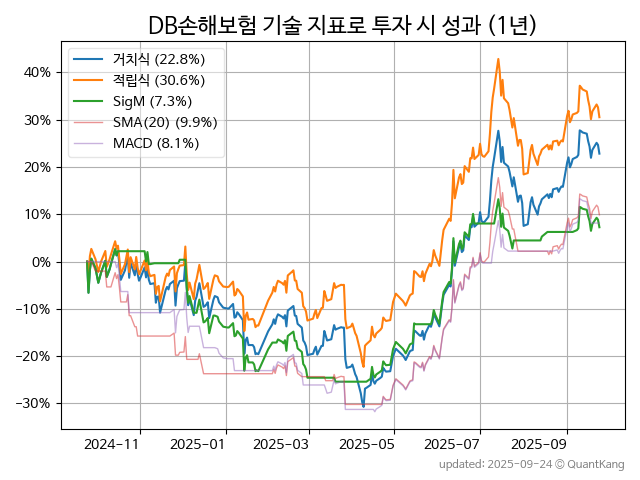 DB손해보험 기술 지표로 투자 시 성과 (1년)
거치식 (22.8%)
적립식 (30.6%)
SigM (7.3%)
SMA(20) (9.9%)
MACD (8.1%)
40%
30%
20%
10%
0%
−10%
−20%
−30%
2024-11
2025-01
2025-03
2025-05
2025-07
2025-09
updated: 2025-09-24 © QuantKang